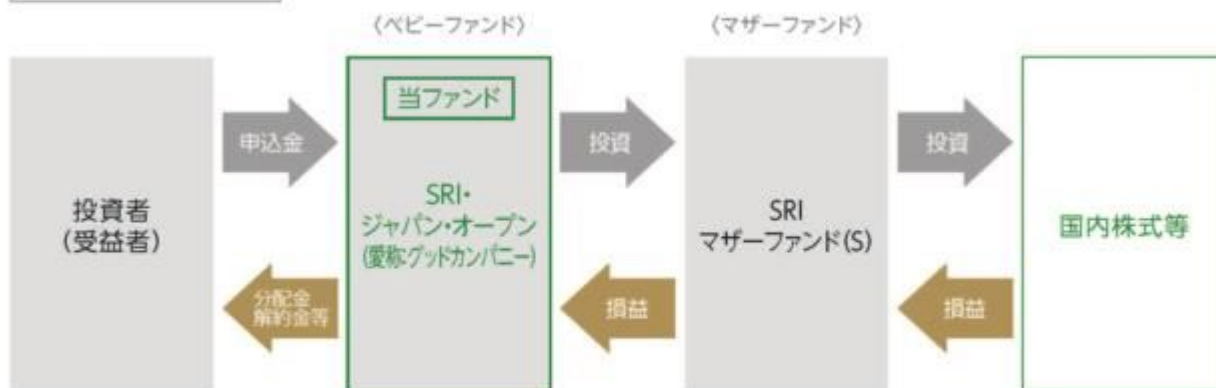 〈ベビーファンド〉
〈マザーファンド〉
投資者
(受益者)
申込金
分配金
解約金等
当ファンド
SRI・
ジャパン・オープン
(愛称:グッドカンパニー)
投資
損益
SRI
マザーファンド(S)
投資
損益
国内株式等